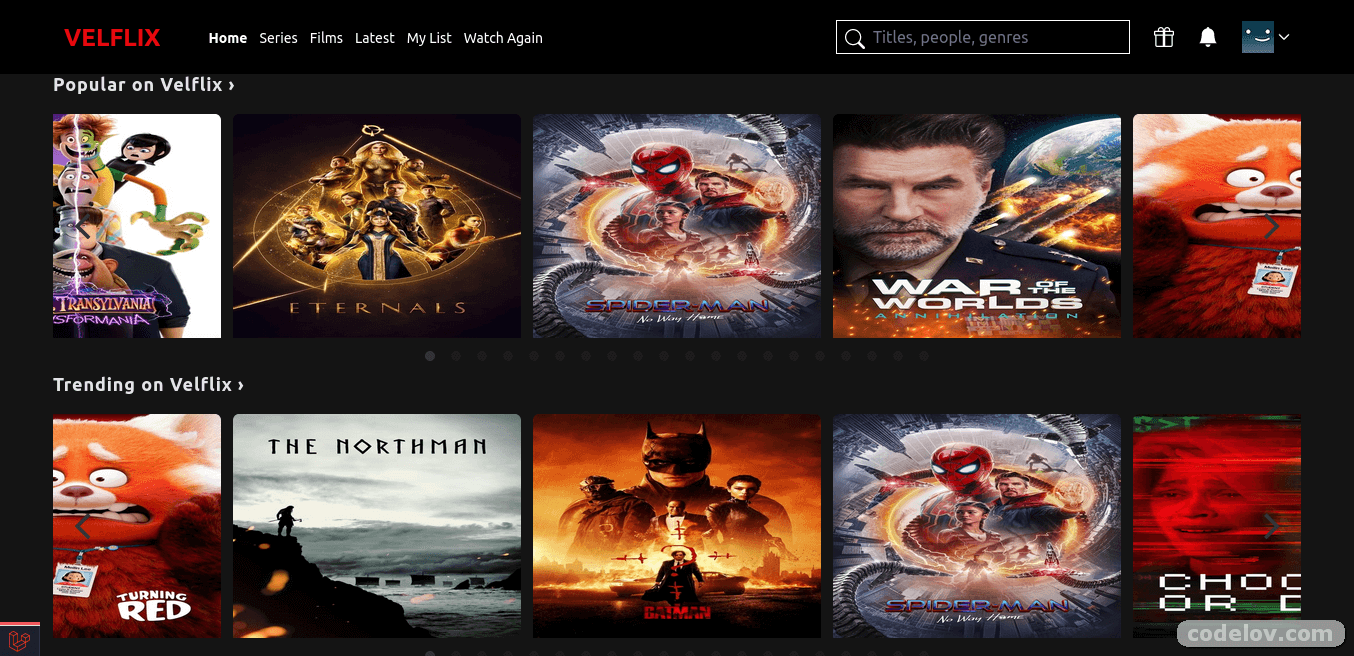 VELFLIX
Home Series Films Latest My List Watch Again
Titles, people, genres
Popular on Velflix ›
TRANSYLVANIA
SFORMANIA
ETERNALS
SPIDER-MAN
No Way Home
WAR OF THE WORLDS
ANNIHILATION
Trending on Velflix ›
TURNING
RED
THE NORTHMAN
THE
BATMAN
SPIDER-MAN
No Way Home
CHOO
OR D
codelov.com